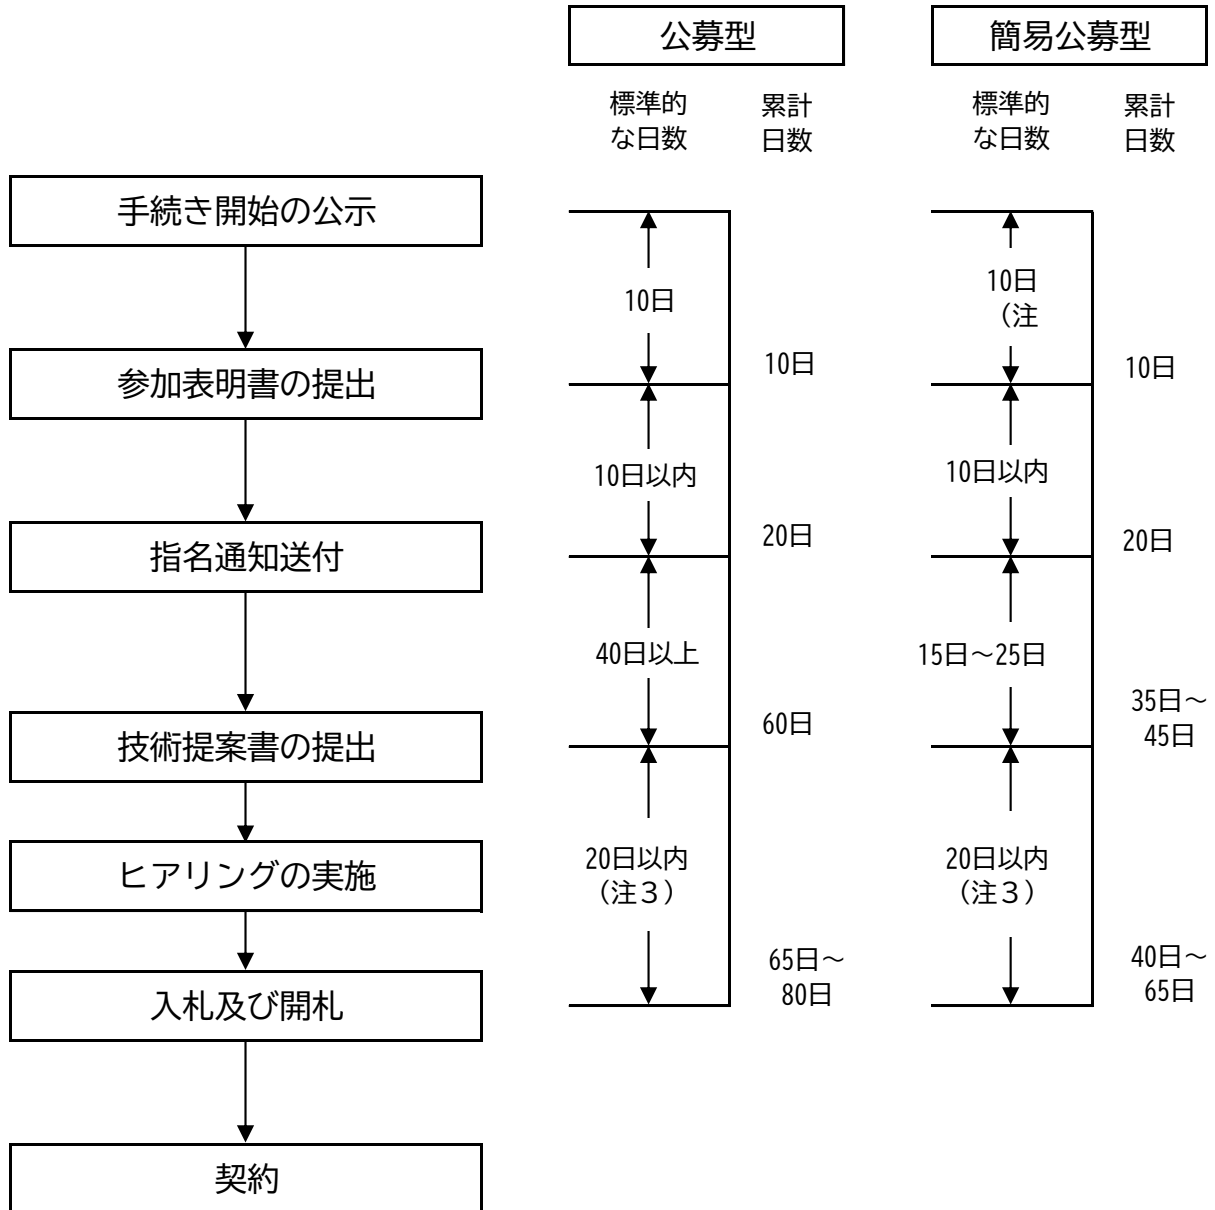 公募型
簡易公募型
標準的
な日数
累計
日数
標準的
な日数
累計
日数
手続き開始の公示
10日
10日
（注
10日
10日
参加表明書の提出
10日以内
10日以内
20日
20日
指名通知送付
40日以上
15日～25日
60日
35日～
45日
技術提案書の提出
ヒアリングの実施
20日以内
（注３）
20日以内
（注３）
65日～
80日
40日～
65日
入札及び開札
契約